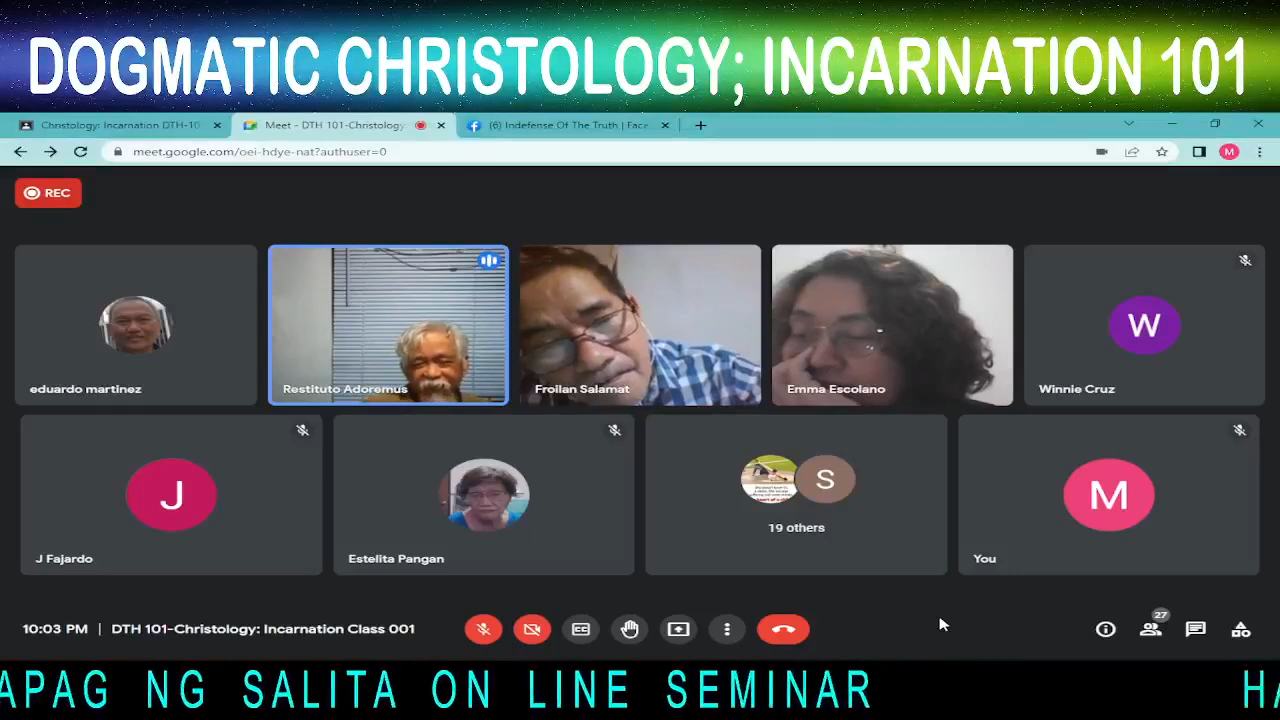 DOGMATIC CHRISTOLOGY; INCARNATION 101
Christology: Incarnation DTH-10
Meet - DTH 101-Christology
(6) Indefense Of The Truth | Face
meet.google.com/oei-hdye-nat?authuser=0
M
REC
eduardo martinez
Restituto Adoremus
Froilan Salamat
Emma Escolano
W
Winnie Cruz
J
J Fajardo
Estelita Pangan
S
19 others
M
You
10:03 PM | DTH 101-Christology: Incarnation Class 001
27
APAG NG SALITA ON LINE SEMINAR
HA